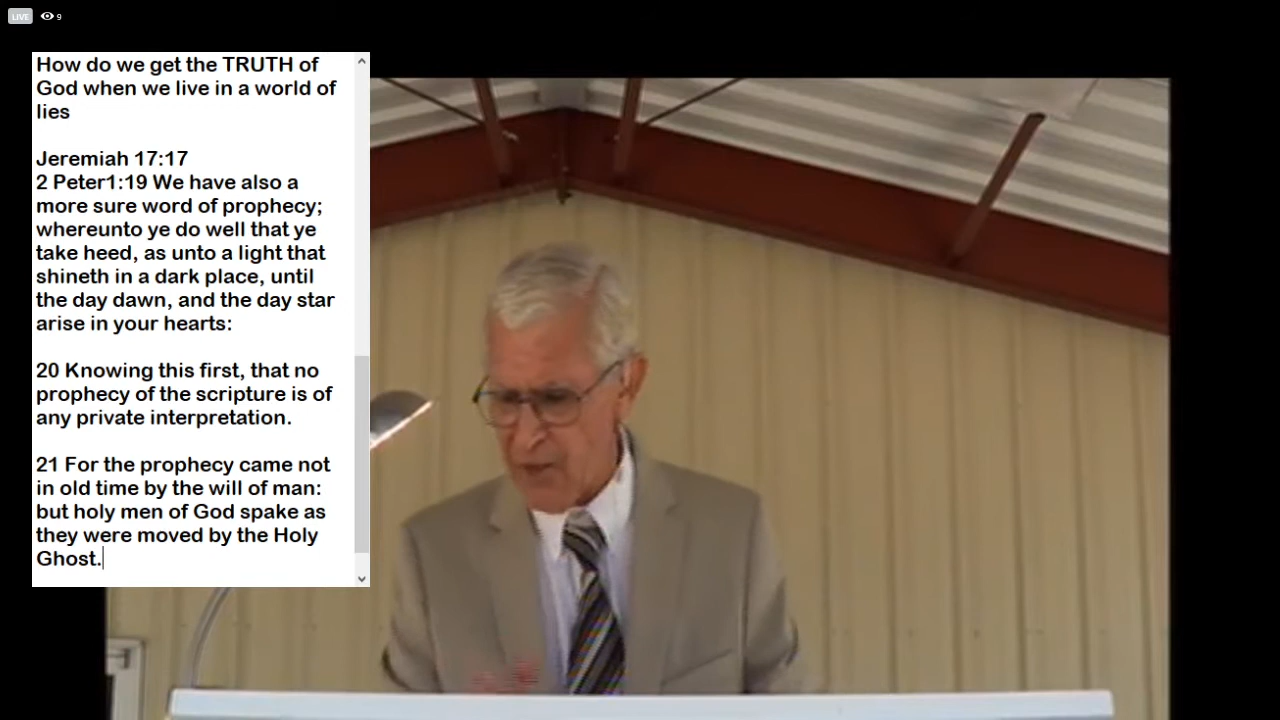 LIVE 9
How do we get the TRUTH of
God when we live in a world of
lies
Jeremiah 17:17
2 Peter1:19 We have also a
more sure word of prophecy;
whereunto ye do well that ye
take heed, as unto a light that
shineth in a dark place, until
the day dawn, and the day star
arise in your hearts:
20 Knowing this first, that no
prophecy of the scripture is of
any private interpretation.
21 For the prophecy came not
in old time by the will of man:
but holy men of God spake as
they were moved by the Holy
Ghost.